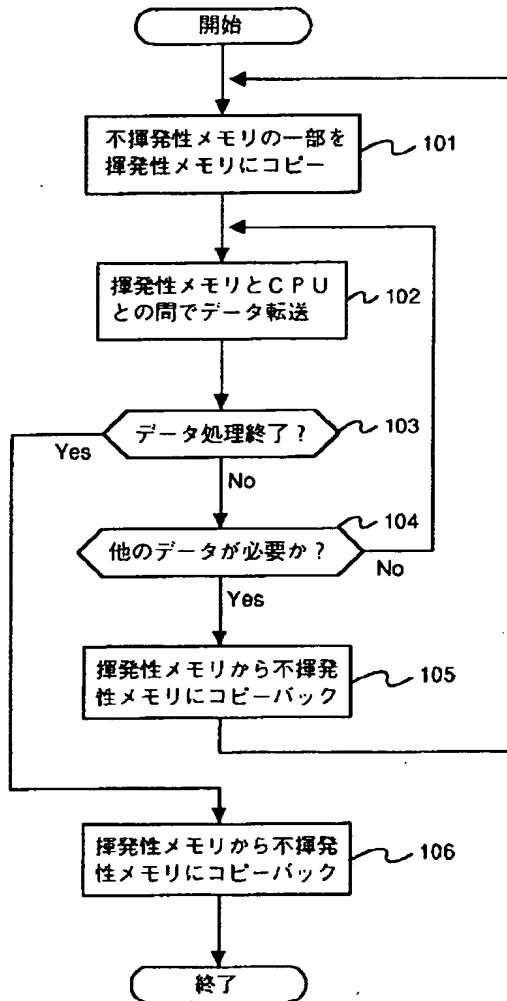 開始
不揮発性メモリの一部を
揮発性メモリにコピー
101
揮発性メモリとCPU
との間でデータ転送
102
データ処理終了?
103
Yes
No
104
他のデータが必要か?
No
Yes
揮発性メモリから不揮発
性メモリにコピーバック
105
揮発性メモリから不揮発
性メモリにコピーバック
106
終了